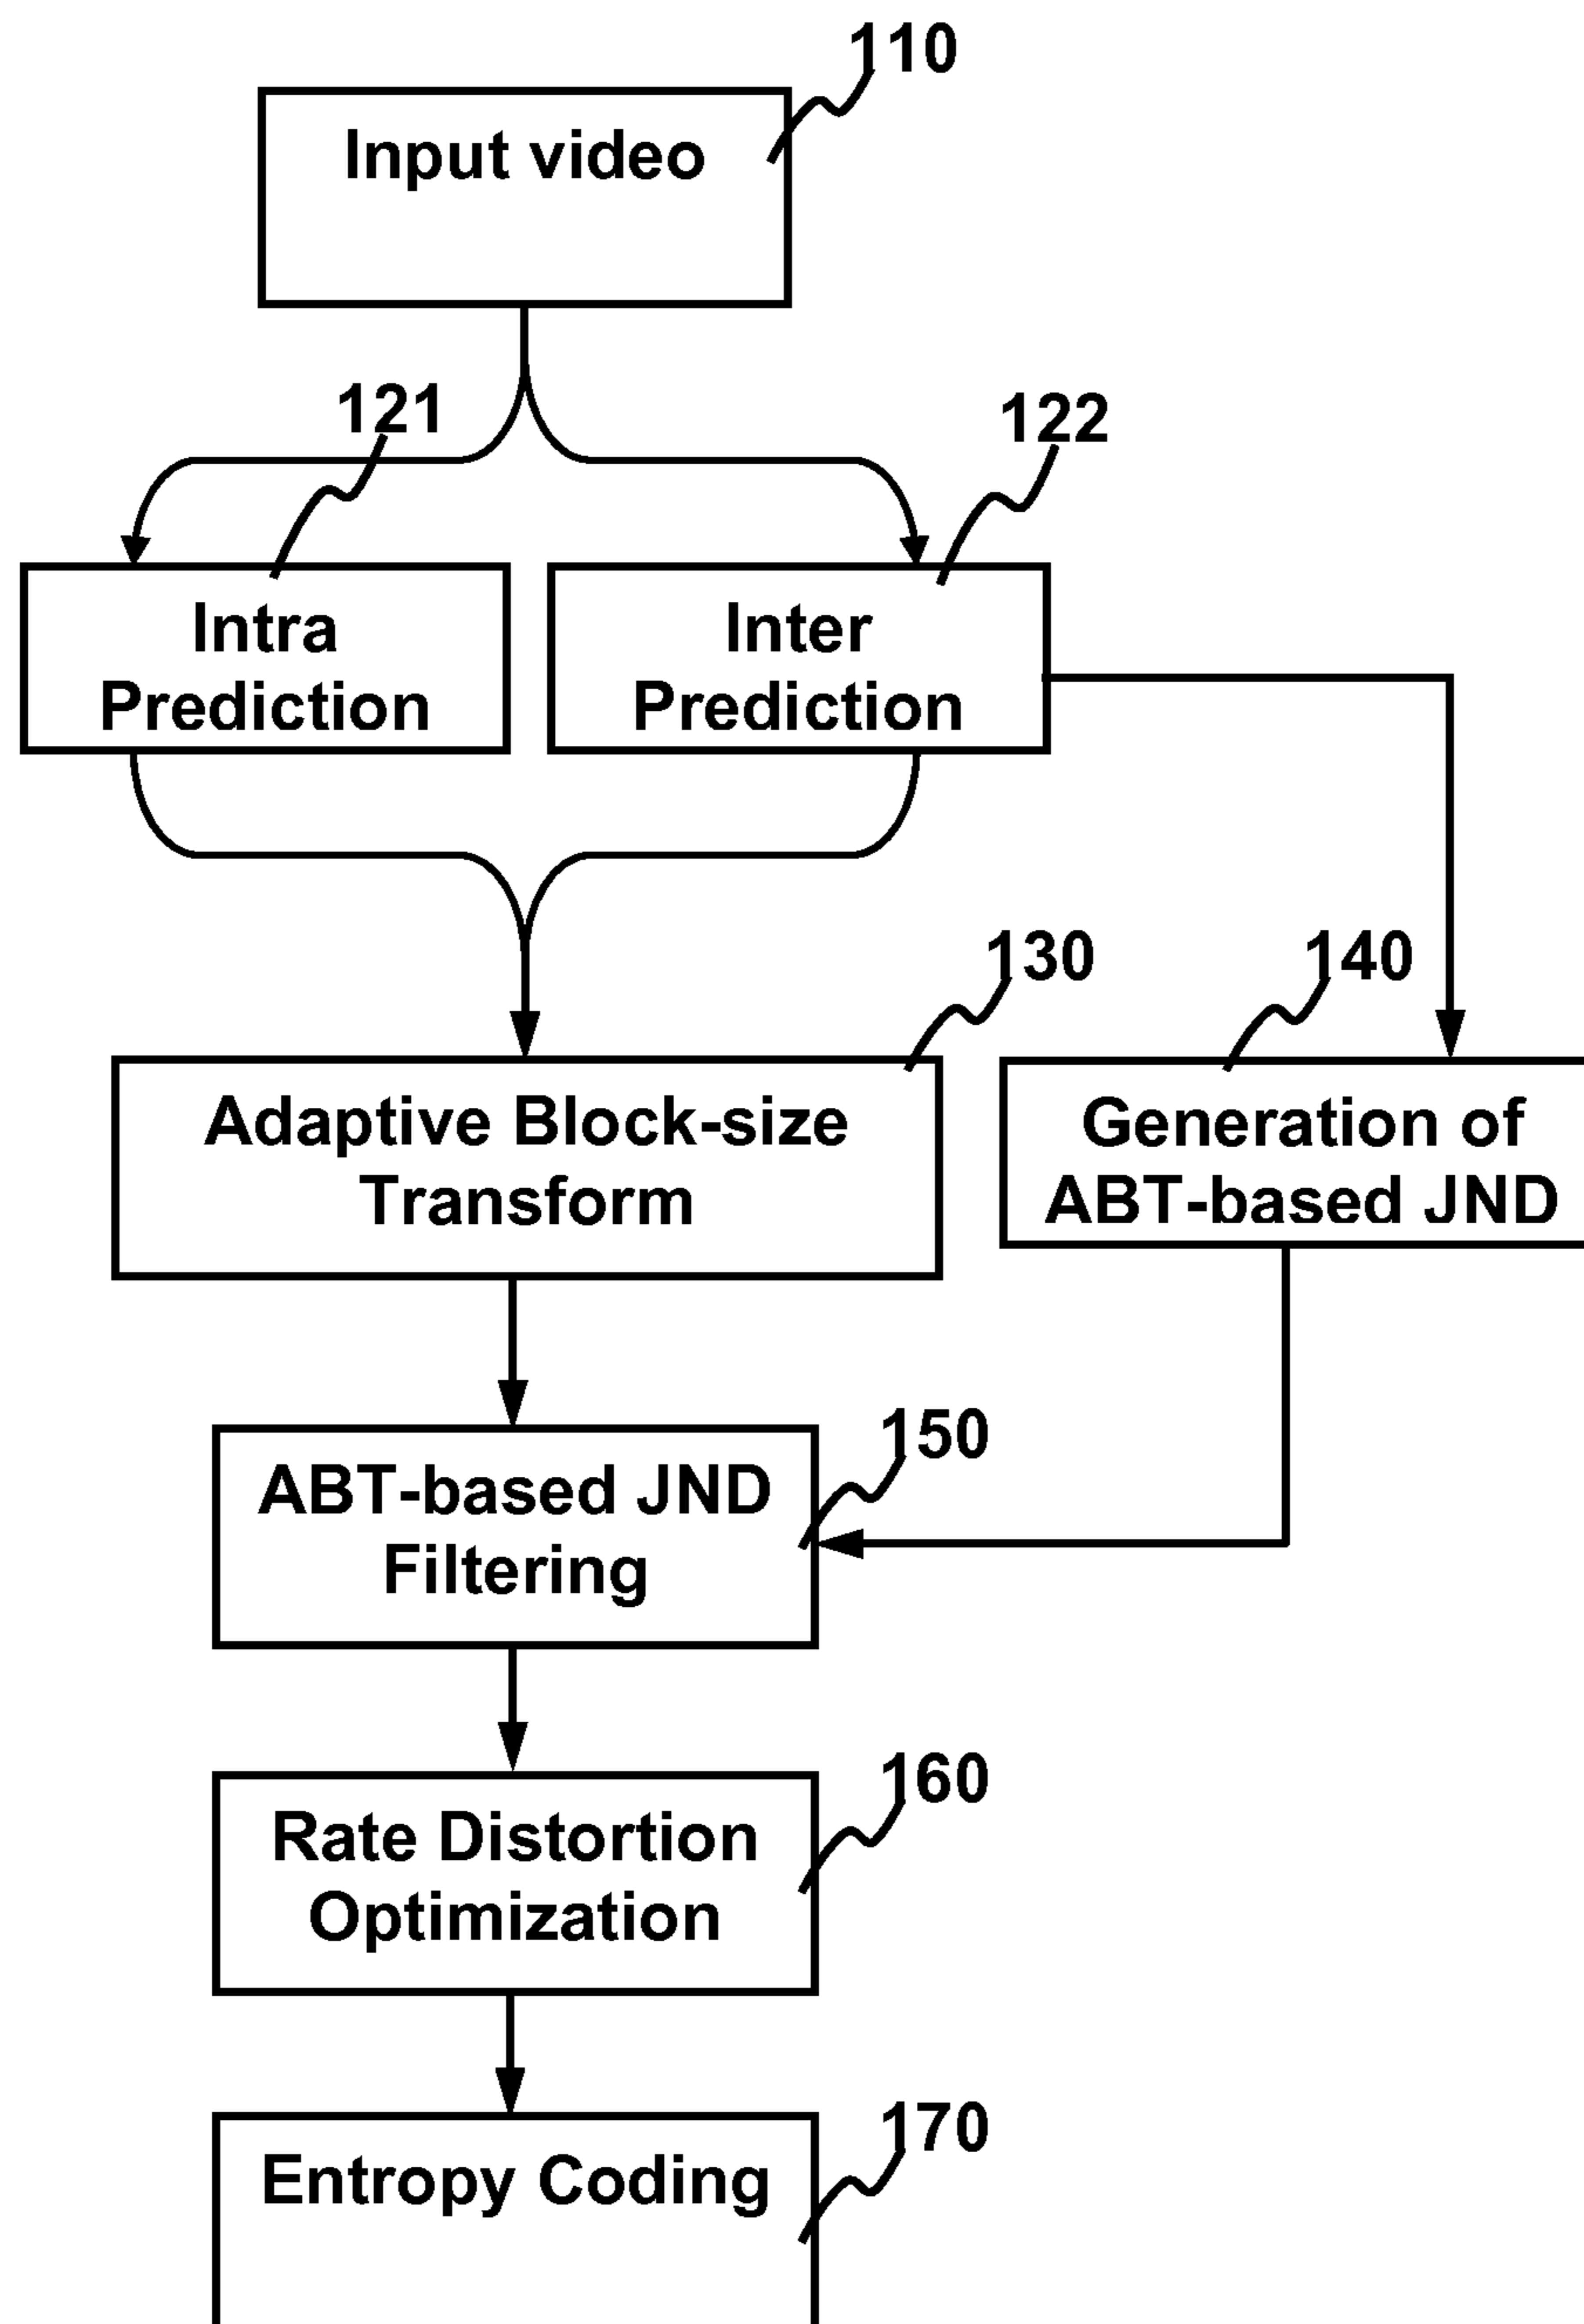 110
Input video
121
122
Intra
Prediction
Inter
Prediction
130
140
Adaptive Block-size
Transform
Generation of
ABT-based JND
150
ABT-based JND
Filtering
160
Rate Distortion
Optimization
170
Entropy Coding